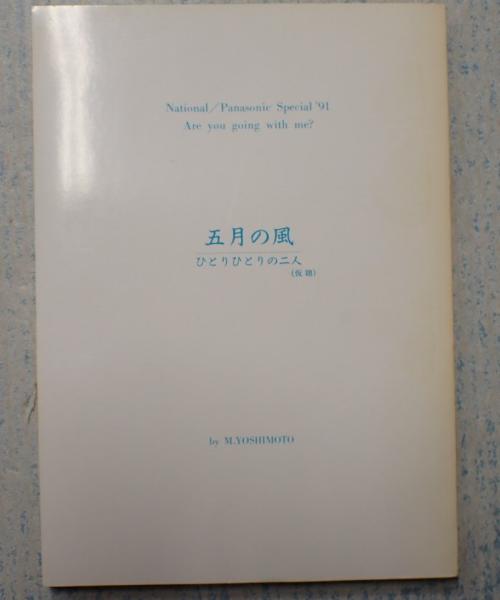 National／Panasonic Special '91
Are you going with me?
五月の風
ひとりひとりの二人
(仮題)
by M.YOSHIMOTO